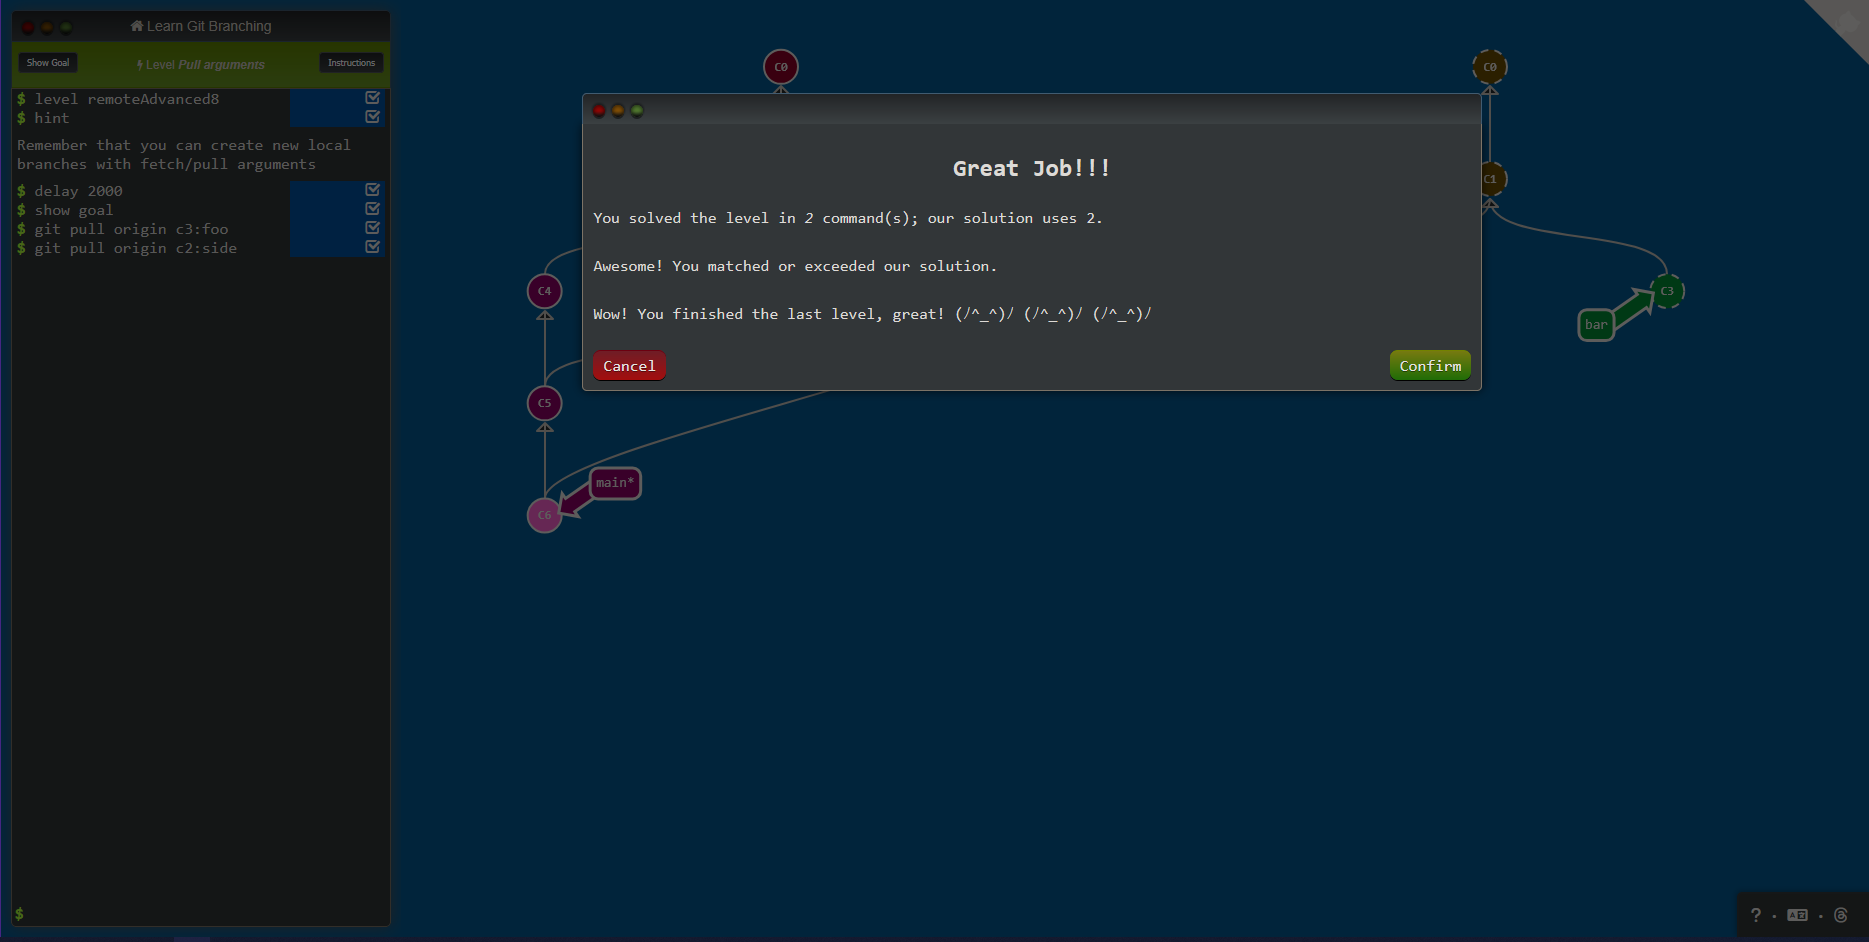 Learn Git Branching
Show Goal
Level Pull arguments
Instructions
$ level remoteAdvanced8
$ hint
Remember that you can create new local
branches with fetch/pull arguments
$ delay 2000
$ show goal
$ git pull origin c3:foo
$ git pull origin c2:side
$
C0
C4
C5
main*
C6
Great Job!!!
You solved the level in 2 command(s); our solution uses 2.
Awesome! You matched or exceeded our solution.
Wow! You finished the last level, great! (/^_^)/ (/^_^)/ (/^_^)/
Cancel
Confirm
C0
C1
C3
bar
? · ·